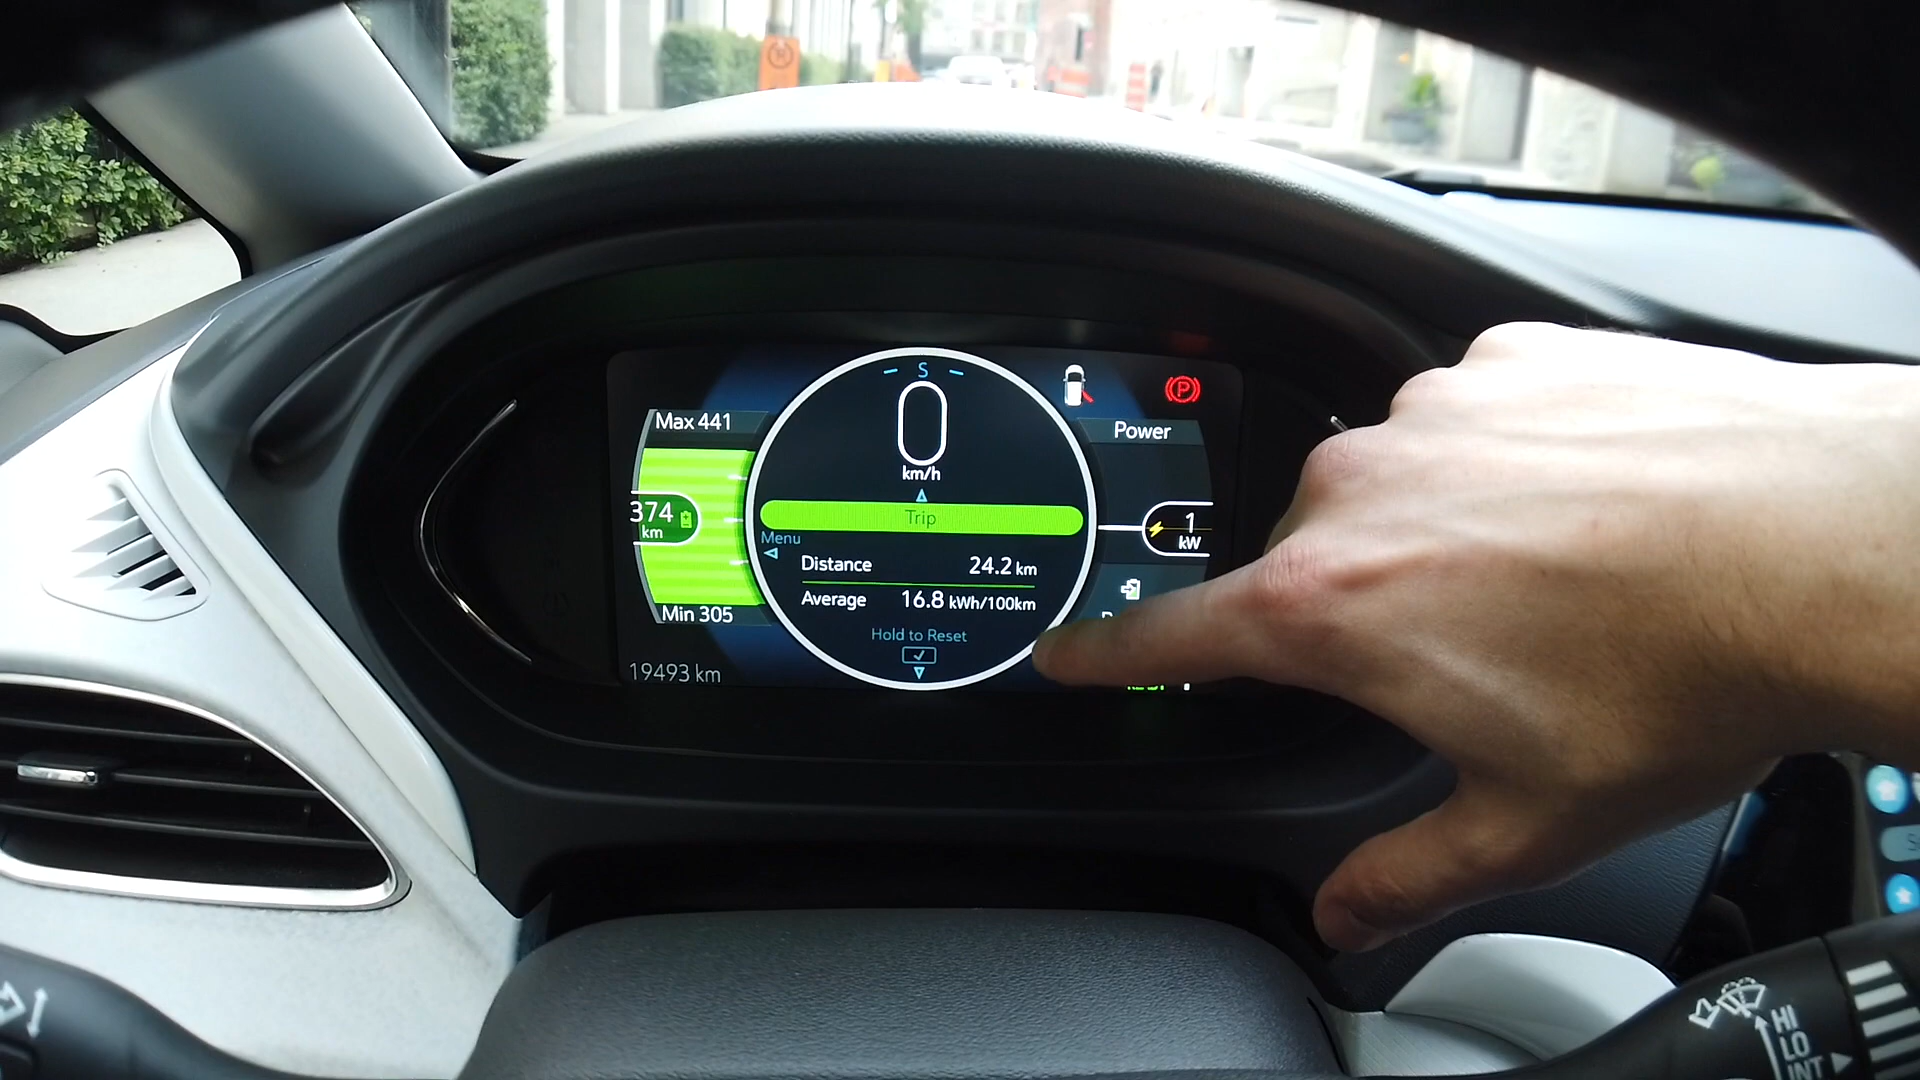 S
0
km/h
Max 441
374
km
Min 305
19493 km
Trip
Menu
Distance 24.2 km
Average 16.8 kWh/100km
Hold to Reset
P
Power
1
kW
HI
LO
INT